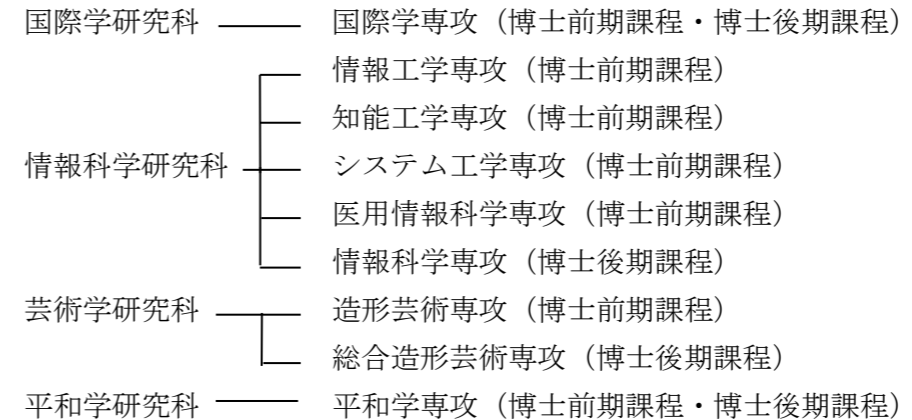 国際学研究科 国際学専攻（博士前期課程・博士後期課程）
情報工学専攻（博士前期課程）
知能工学専攻（博士前期課程）
情報科学研究科 システム工学専攻（博士前期課程）
医用情報科学専攻（博士前期課程）
情報科学専攻（博士後期課程）
芸術学研究科 造形芸術専攻（博士前期課程）
総合造形芸術専攻（博士後期課程）
平和学研究科 平和学専攻（博士前期課程・博士後期課程）